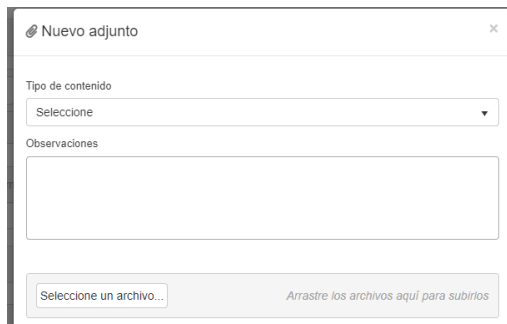 Nuevo adjunto
×
Tipo de contenido
Seleccione
Observaciones
Seleccione un archivo...
Arrastre los archivos aquí para subirlos